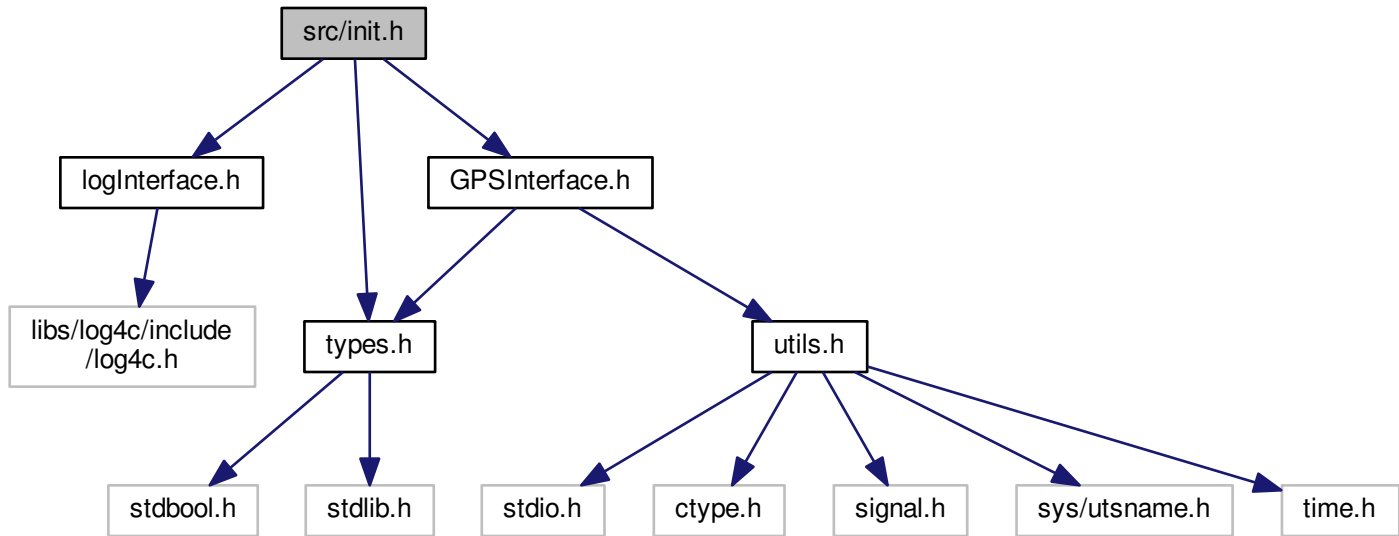 src/init.h
logInterface.h
GPSInterface.h
libs/log4c/include
/log4c.h
types.h
utils.h
stdbool.h
stdlib.h
stdio.h
ctype.h
signal.h
sys/utsname.h
time.h